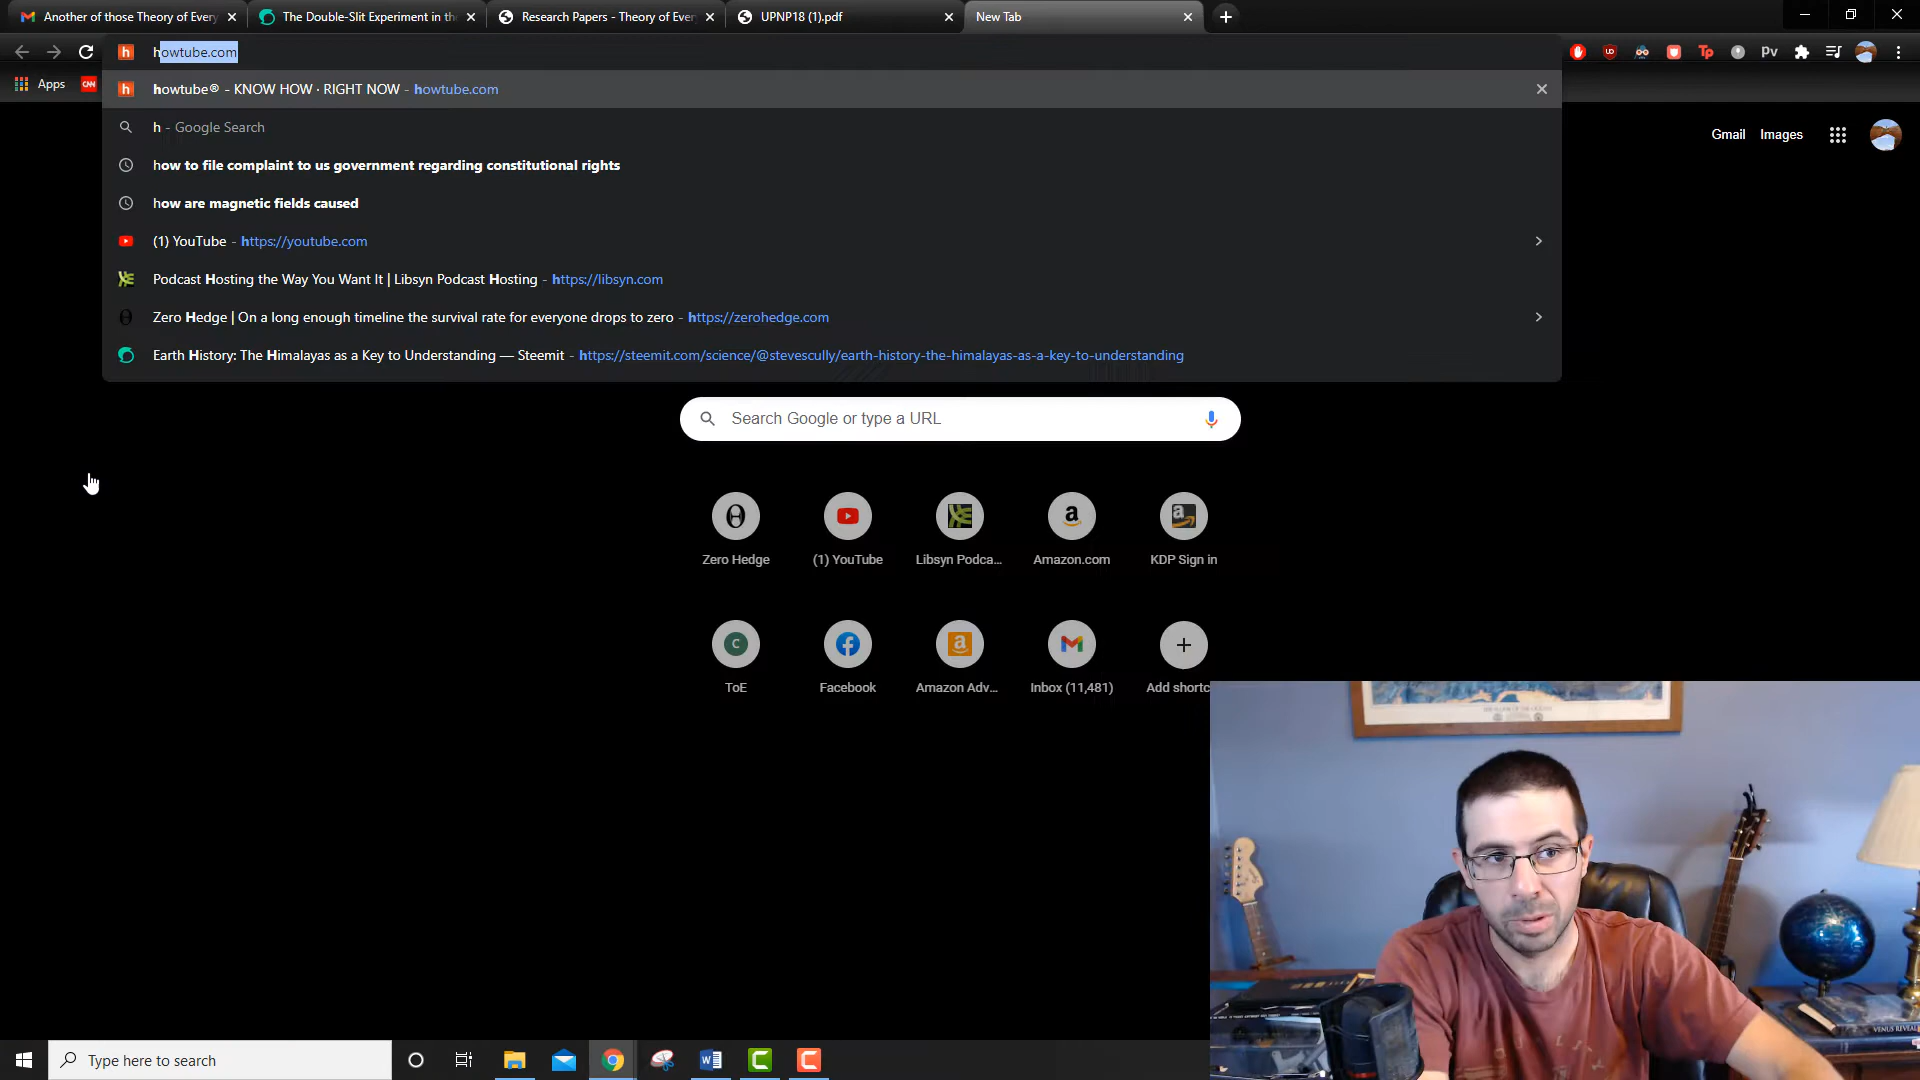 Another of those Theory of Every
The Double-Slit Experiment in th
Research Papers - Theory of Ever
UPNP18 (1).pdf
New Tab
howtube.com
Apps
CNN
howtube® - KNOW HOW · RIGHT NOW - howtube.com
h - Google Search
Gmail
Images
how to file complaint to us government regarding constitutional rights
how are magnetic fields caused
(1) YouTube - https://youtube.com
Podcast Hosting the Way You Want It | Libsyn Podcast Hosting - https://libsyn.com
Zero Hedge | On a long enough timeline the survival rate for everyone drops to zero - https://zerohedge.com
Earth History: The Himalayas as a Key to Understanding — Steemit - https://steemit.com/science/@stevescully/earth-history-the-himalayas-as-a-key-to-understanding
Search Google or type a URL
Zero Hedge
(1) YouTube
Libsyn Podca...
Amazon.com
KDP Sign in
ToE
Facebook
Amazon Adv...
Inbox (11,481)
Add shortc
VENUS REVEALED
Type here to search